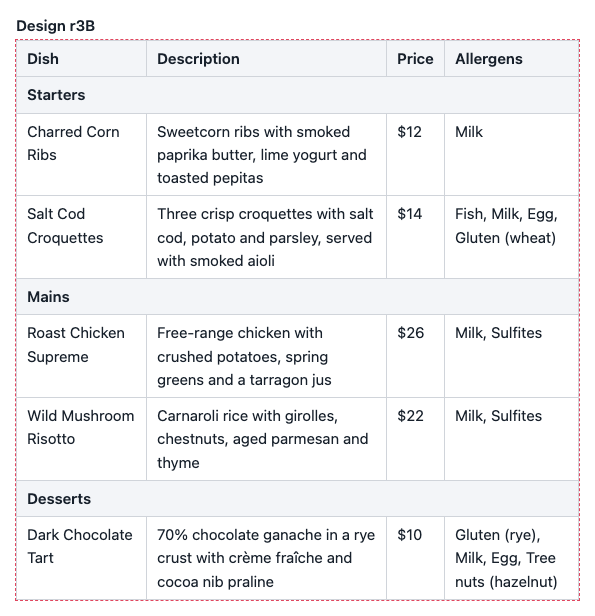 Design r3B
Dish Description Price Allergens
Starters
Charred Corn Sweetcorn ribs with smoked $12 Milk
Ribs paprika butter, lime yogurt and
toasted pepitas
Salt Cod Three crisp croquettes with salt $14 Fish, Milk, Egg,
Croquettes cod, potato and parsley, served Gluten (wheat)
with smoked aioli
Mains
Roast Chicken Free-range chicken with $26 Milk, Sulfites
Supreme crushed potatoes, spring
greens and a tarragon jus
Wild Mushroom Carnaroli rice with girolles, $22 Milk, Sulfites
Risotto chestnuts, aged parmesan and
thyme
Desserts
Dark Chocolate 70% chocolate ganache in a rye $10 Gluten (rye),
Tart crust with crème fraîche and Milk, Egg, Tree
cocoa nib praline nuts (hazelnut)